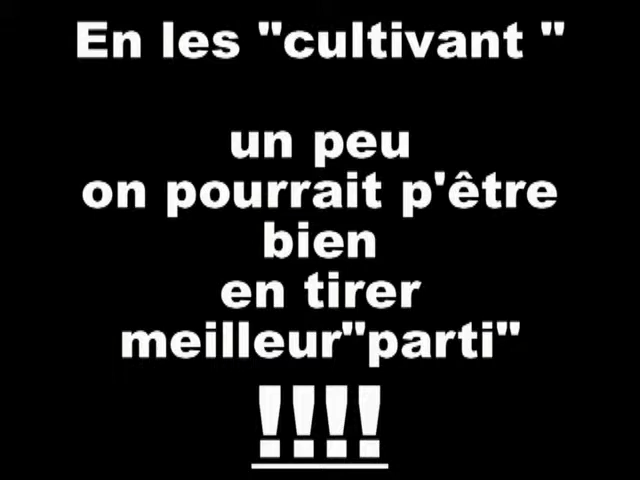 En les "cultivant "
un peu
on pourrait p'être
bien
en tirer
meilleur"parti"
!!!!